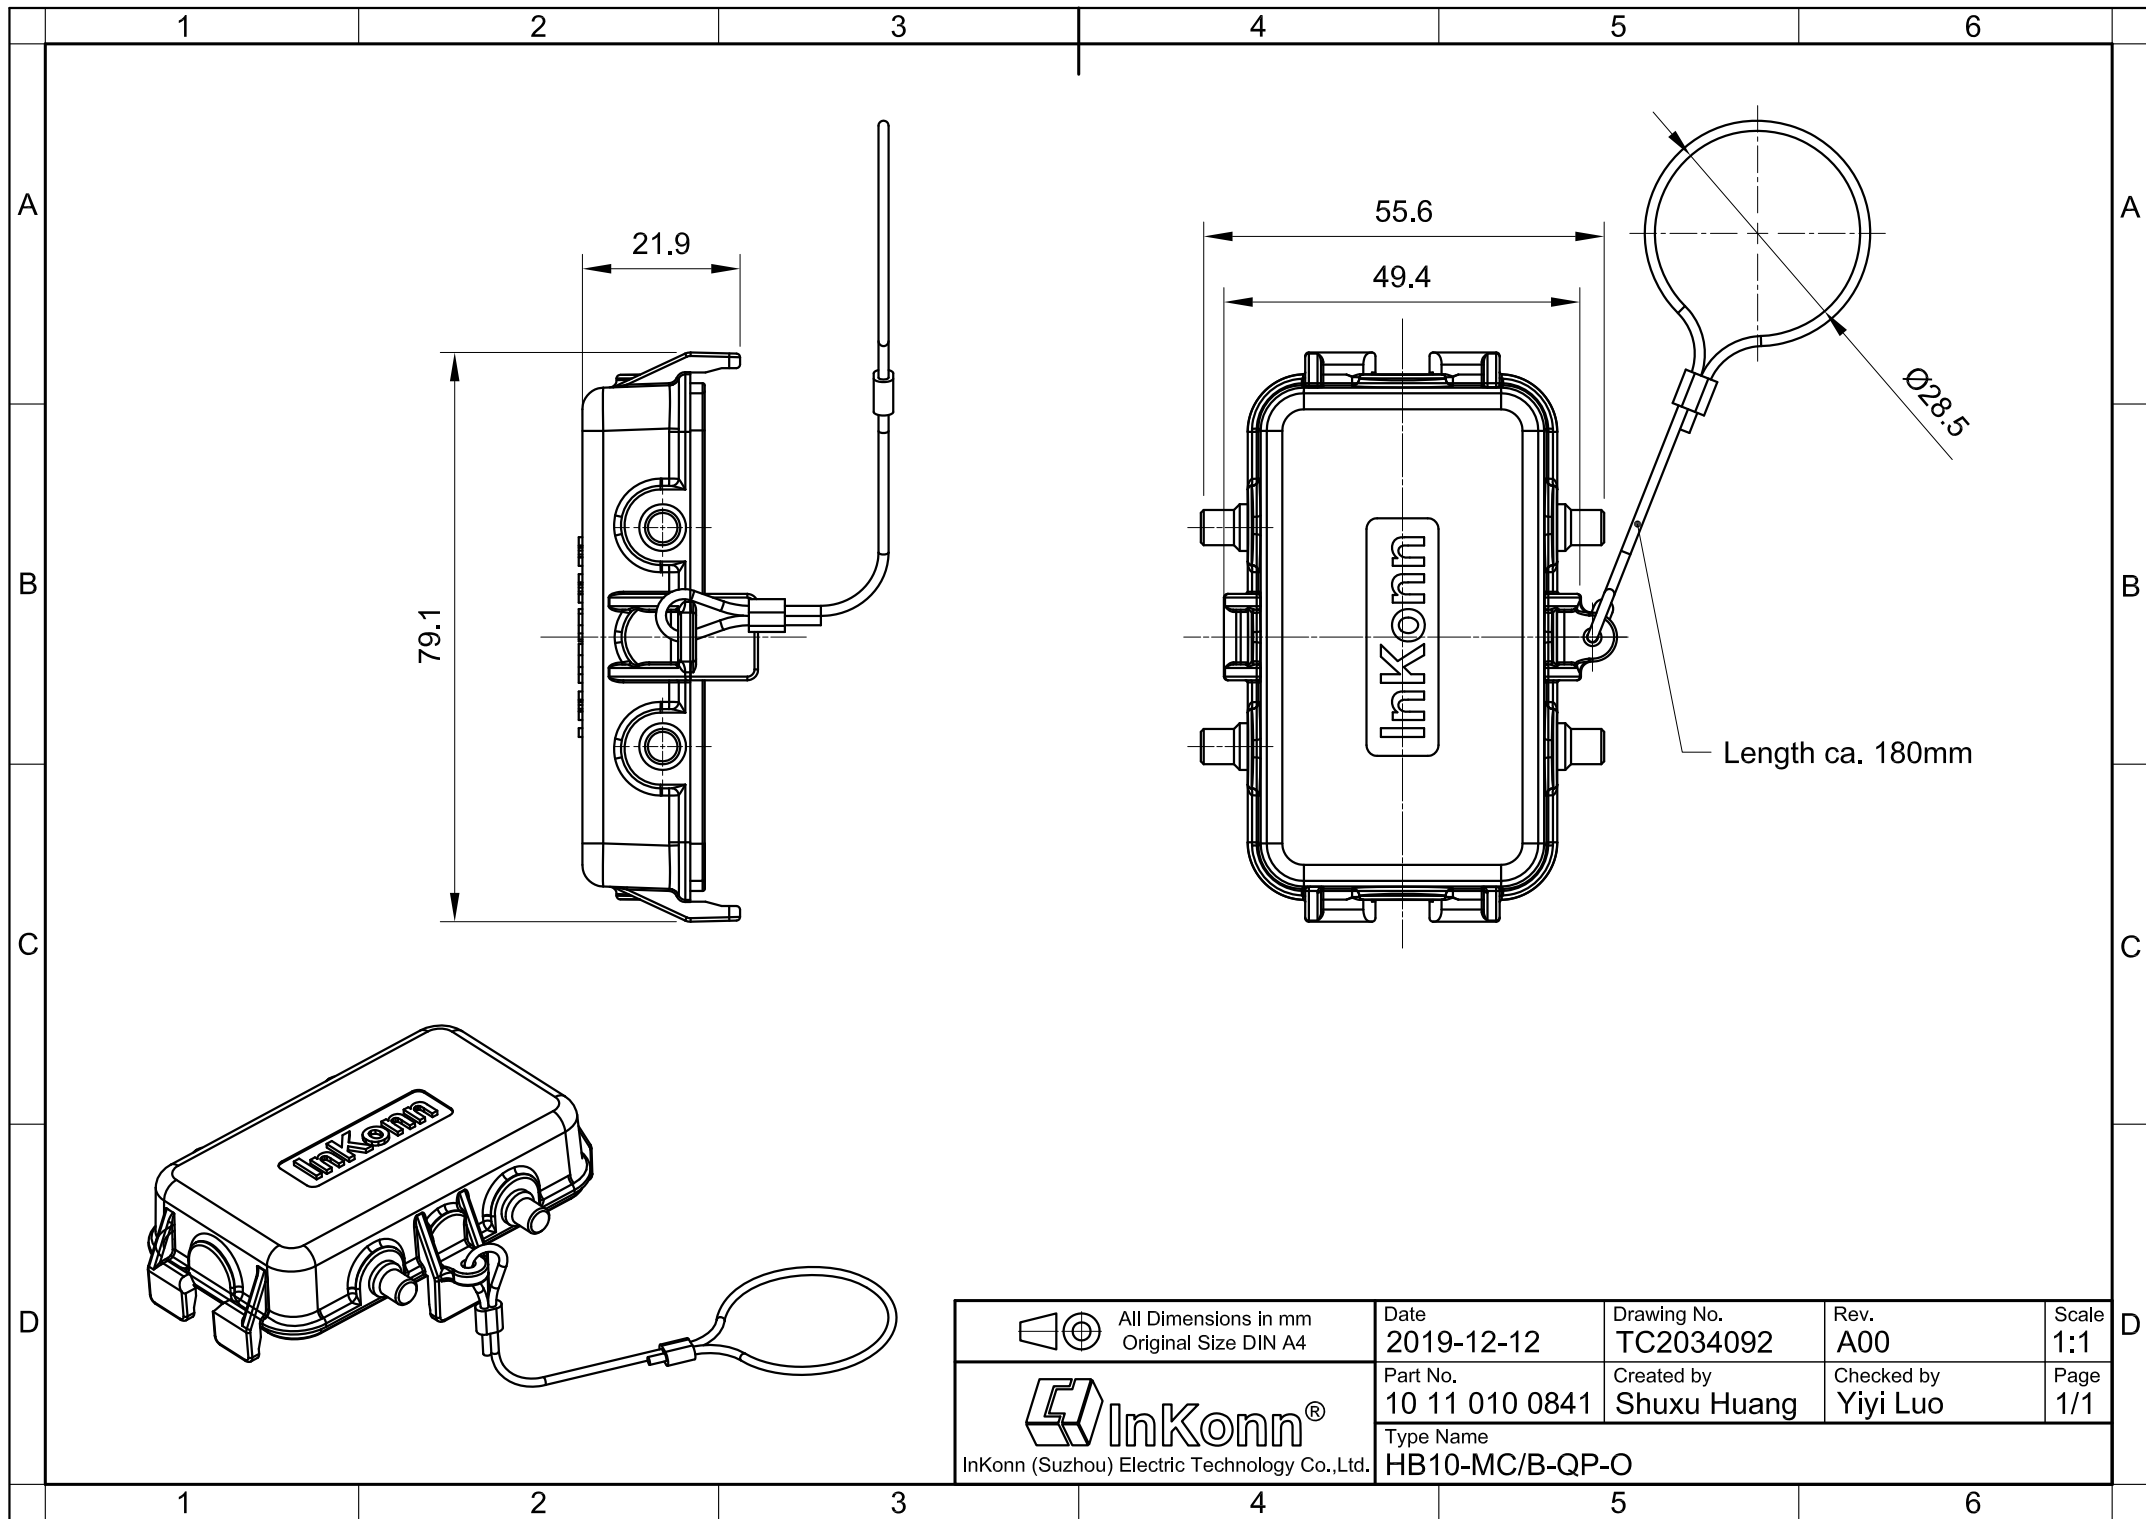 1 2 3 4 5 6
A A
55.6
21.9
49.4
Ø28.5
B B
79.1
InKonn
Length ca. 180mm
C C
InKonn
D D
All Dimensions in mm
Original Size DIN A4
Date
2019-12-12
Drawing No.
TC2034092
Rev.
A00
Scale
1:1
InKonn®
InKonn (Suzhou) Electric Technology Co.,Ltd.
Part No.
10 11 010 0841
Created by
Shuxu Huang
Checked by
Yiyi Luo
Page
1/1
Type Name
HB10-MC/B-QP-O
1 2 3 4 5 6